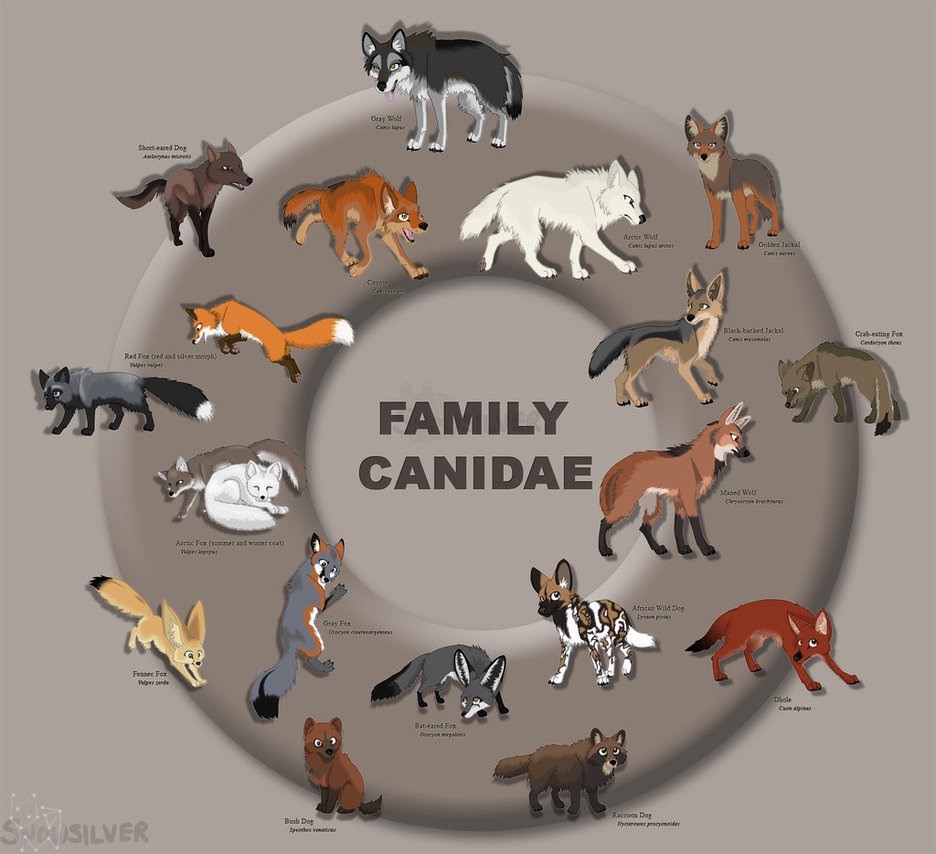 Gray Wolf
Canis lupus
Short-eared Dog
Atelocynus microtis
Arctic Wolf
Canis lupus arctos
Golden Jackal
Canis aureus
Coyote
Canis latran
Black-backed Jackal
Canis mesomelas
Crab-eating Fox
Cerdocyon thous
Red Fox (red and silver morph)
Vulpes vulpes
FAMILY
CANIDAE
Maned Wolf
Chrysocyon brachyurus
Arctic Fox (summer and winter coat)
Vulpes lagopus
African Wild Dog
Lycaon pictus
Gray Fox
Urocyon cinereoargenteus
Fennec Fox
Vulpes zerda
Dhole
Cuon alpinus
Bat-eared Fox
Otocyon megalotis
Bush Dog
Speothos venaticus
Raccoon Dog
Nyctereutes procyonoides
SNOWSILVER